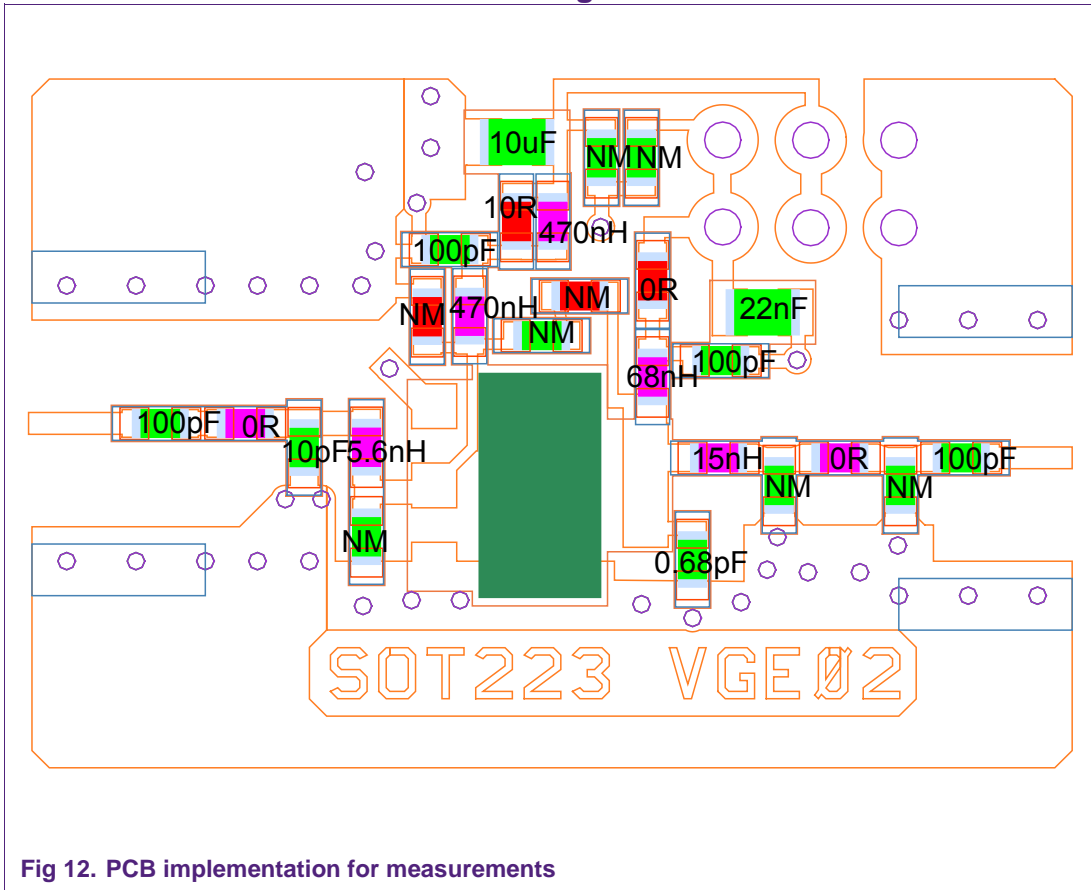 10uF
NM
NM
10R
470nH
100pF
0R
NM
470nH
NM
22nF
NM
100pF
68nH
100pF
0R
10pF
5.6nH
15nH
0R
100pF
NM
NM
NM
0.68pF
SOT223 VGEØ2
Fig 12. PCB implementation for measurements